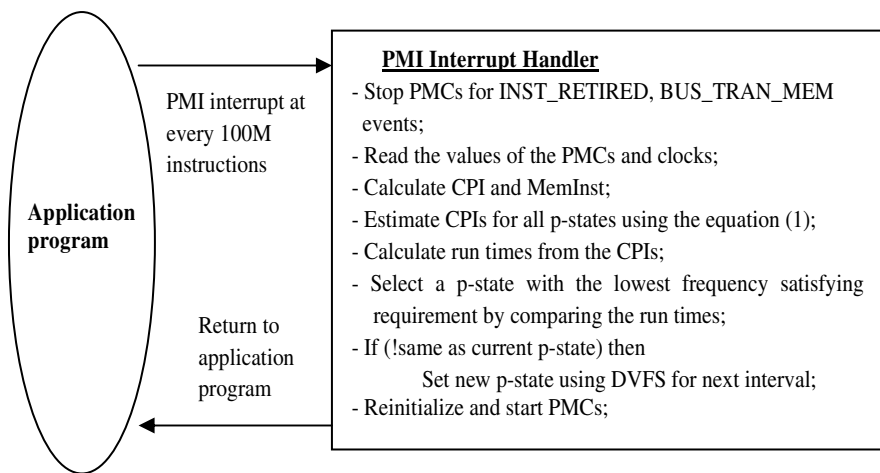 Application
program
PMI interrupt at
every 100M
instructions
Return to
application
program
PMI Interrupt Handler
- Stop PMCs for INST_RETIRED, BUS_TRAN_MEM
events;
- Read the values of the PMCs and clocks;
- Calculate CPI and MemInst;
- Estimate CPIs for all p-states using the equation (1);
- Calculate run times from the CPIs;
- Select a p-state with the lowest frequency satisfying
requirement by comparing the run times;
- If (!same as current p-state) then
Set new p-state using DVFS for next interval;
- Reinitialize and start PMCs;